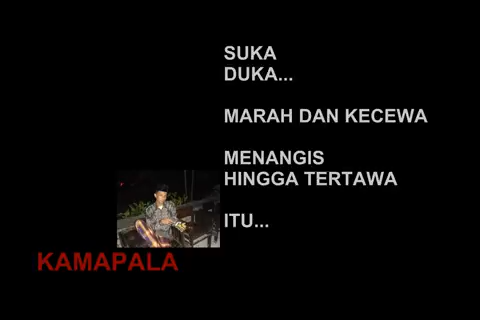 SUKA
DUKA...
MARAH DAN KECEWA
MENANGIS
HINGGA TERTAWA
ITU...
KAMAPALA